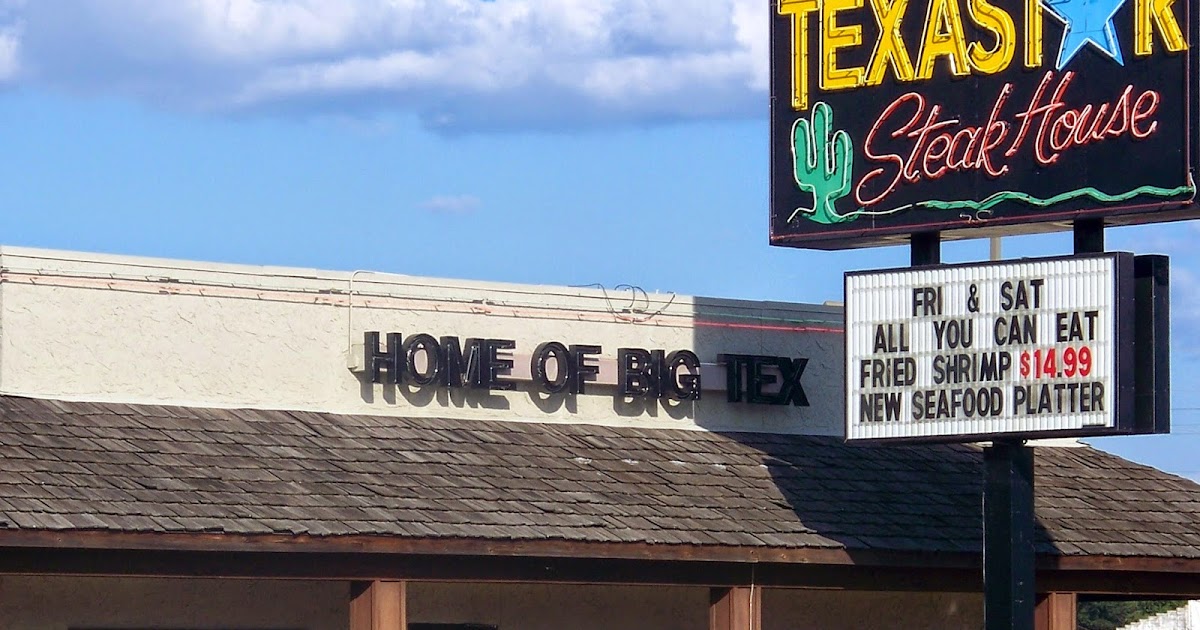 TEXAST★R
Steak House
HOME OF BIG TEX
FRI & SAT
ALL YOU CAN EAT
FRIED SHRIMP $14.99
NEW SEAFOOD PLATTER